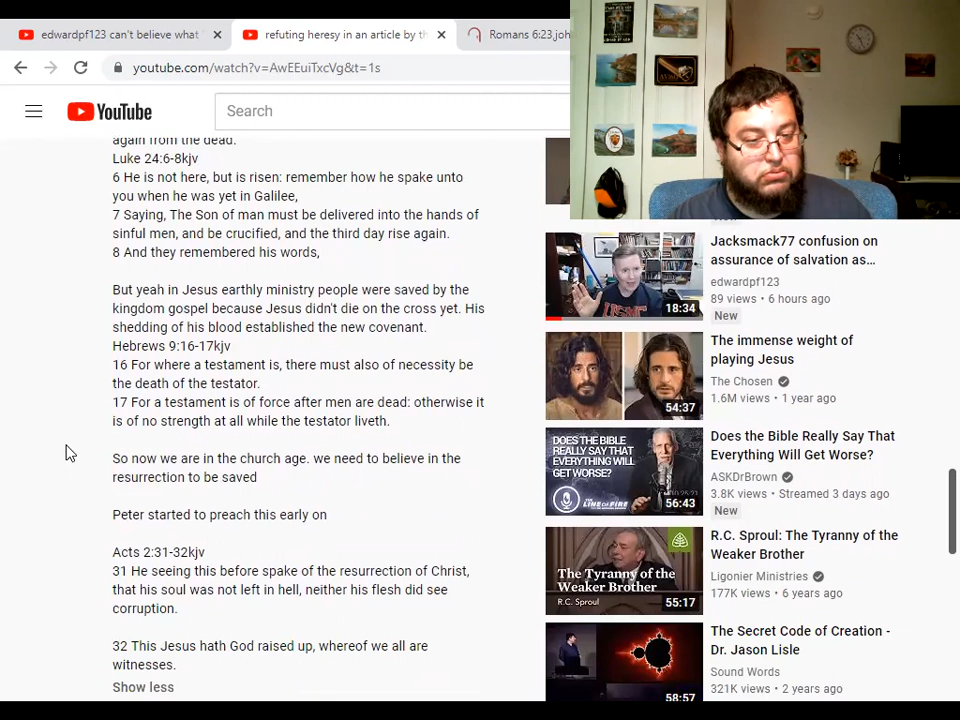 edwardpf123 can't believe what
refuting heresy in an article by th
Romans 6:23,joh
youtube.com/watch?v=AwEEuiTxcVg&t=1s
YouTube
Search
again from the dead.
Luke 24:6-8kjv
6 He is not here, but is risen: remember how he spake unto
you when he was yet in Galilee,
7 Saying, The Son of man must be delivered into the hands of
sinful men, and be crucified, and the third day rise again.
8 And they remembered his words,
But yeah in Jesus earthly ministry people were saved by the
kingdom gospel because Jesus didn't die on the cross yet. His
shedding of his blood established the new covenant.
Hebrews 9:16-17kjv
16 For where a testament is, there must also of necessity be
the death of the testator.
17 For a testament is of force after men are dead: otherwise it
is of no strength at all while the testator liveth.
So now we are in the church age. we need to believe in the
resurrection to be saved
Peter started to preach this early on
Acts 2:31-32kjv
31 He seeing this before spake of the resurrection of Christ,
that his soul was not left in hell, neither his flesh did see
corruption.
32 This Jesus hath God raised up, whereof we all are
witnesses.
Show less
18:34
Jacksmack77 confusion on
assurance of salvation as...
edwardpf123
89 views • 6 hours ago
New
54:37
The immense weight of
playing Jesus
The Chosen
1.6M views • 1 year ago
DOES THE BIBLE
REALLY SAY THAT
EVERYTHING WILL
GET WORSE?
THE LINE OF FIRE
56:43
Does the Bible Really Say That
Everything Will Get Worse?
ASKDrBrown
3.8K views • Streamed 3 days ago
New
The Tyranny of the
Weaker Brother
R.C. Sproul
55:17
R.C. Sproul: The Tyranny of the
Weaker Brother
Ligonier Ministries
177K views • 6 years ago
58:57
The Secret Code of Creation -
Dr. Jason Lisle
Sound Words
321K views • 2 years ago